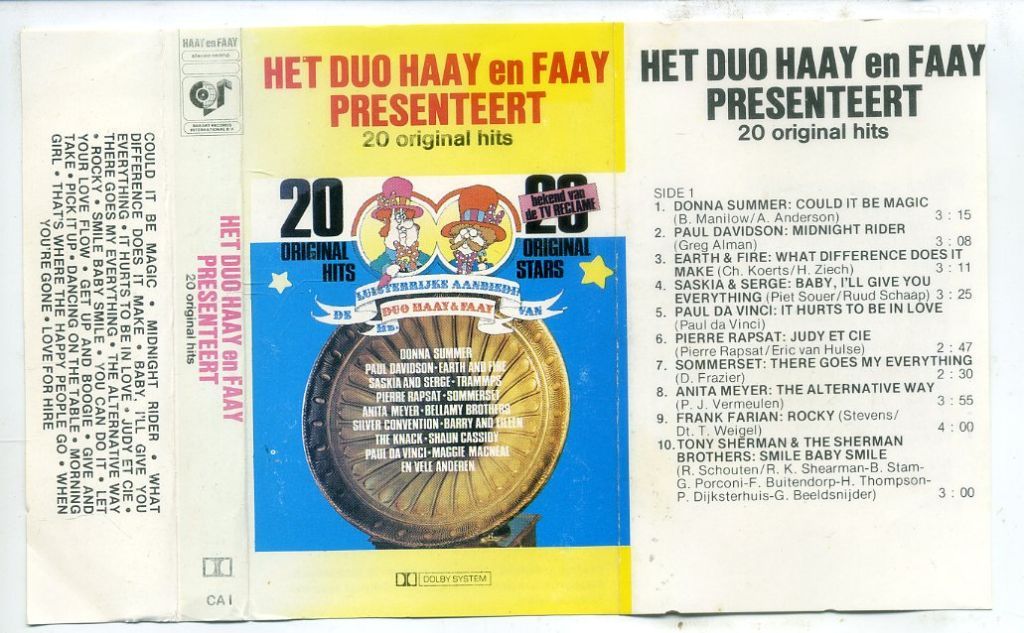 COULD IT BE MAGIC • MIDNIGHT RIDER • WHAT
DIFFERENCE DOES IT MAKE • BABY, I'LL GIVE YOU
EVERYTHING • IT HURTS TO BE IN LOVE • JUDY ET CIE •
THERE GOES MY EVERYTHING • THE ALTERNATIVE WAY
• ROCKY • SMILE BABY SMILE • YOU CAN DO IT • LET
YOUR LOVE FLOW • GET UP AND BOOGIE • GIVE AND
TAKE • PICK IT UP • DANCING ON THE TABLE • MORNING
GIRL • THAT'S WHERE THE HAPPY PEOPLE GO • WHEN
YOU'RE GONE • LOVE FOR HIRE
HAAY en FAAY
HET DUO HAAY en FAAY
PRESENTEERT
20 original hits
CA I
HET DUO HAAY en FAAY
PRESENTEERT
20 original hits
20
ORIGINAL
HITS
20
bekend van
de TV RECLAME
ORIGINAL
STARS
LUISTERRIJKE AANBIEDING
DE
DUO HAAY & FAAY
VAN
DONNA SUMMER
PAUL DAVIDSON • EARTH AND FIRE
SASKIA AND SERGE • TRAMMPS
PIERRE RAPSAT • SOMMERSET
ANITA MEYER • BELLAMY BROTHERS
SILVER CONVENTION • BARRY AND EILEEN
THE KNACK • SHAUN CASSIDY
PAUL DA VINCI • MAGGIE MACNEAL
EN VELE ANDEREN
DOLBY SYSTEM
HET DUO HAAY en FAAY
PRESENTEERT
20 original hits
SIDE 1
1. DONNA SUMMER: COULD IT BE MAGIC
(B. Manilow/A. Anderson) 3 : 15
2. PAUL DAVIDSON: MIDNIGHT RIDER
(Greg Alman) 3 : 08
3. EARTH & FIRE: WHAT DIFFERENCE DOES IT
MAKE (Ch. Koerts/H. Ziech) 3 : 11
4. SASKIA & SERGE: BABY, I'LL GIVE YOU
EVERYTHING (Piet Souer/Ruud Schaap) 3 : 25
5. PAUL DA VINCI: IT HURTS TO BE IN LOVE
(Paul da Vinci)
6. PIERRE RAPSAT: JUDY ET CIE
(Pierre Rapsat/Eric van Hulse) 2 : 47
7. SOMMERSET: THERE GOES MY EVERYTHING
(D. Frazier) 2 : 30
8. ANITA MEYER: THE ALTERNATIVE WAY
(P. J. Vermeulen) 3 : 55
9. FRANK FARIAN: ROCKY (Stevens/
Dt. T. Weigel) 4 : 00
10. TONY SHERMAN & THE SHERMAN
BROTHERS: SMILE BABY SMILE
(R. Schouten/R. K. Shearman-B. Stam-
G. Porconi-F. Buitendorp-H. Thompson-
P. Dijksterhuis-G. Beeldsnijder) 3 : 00